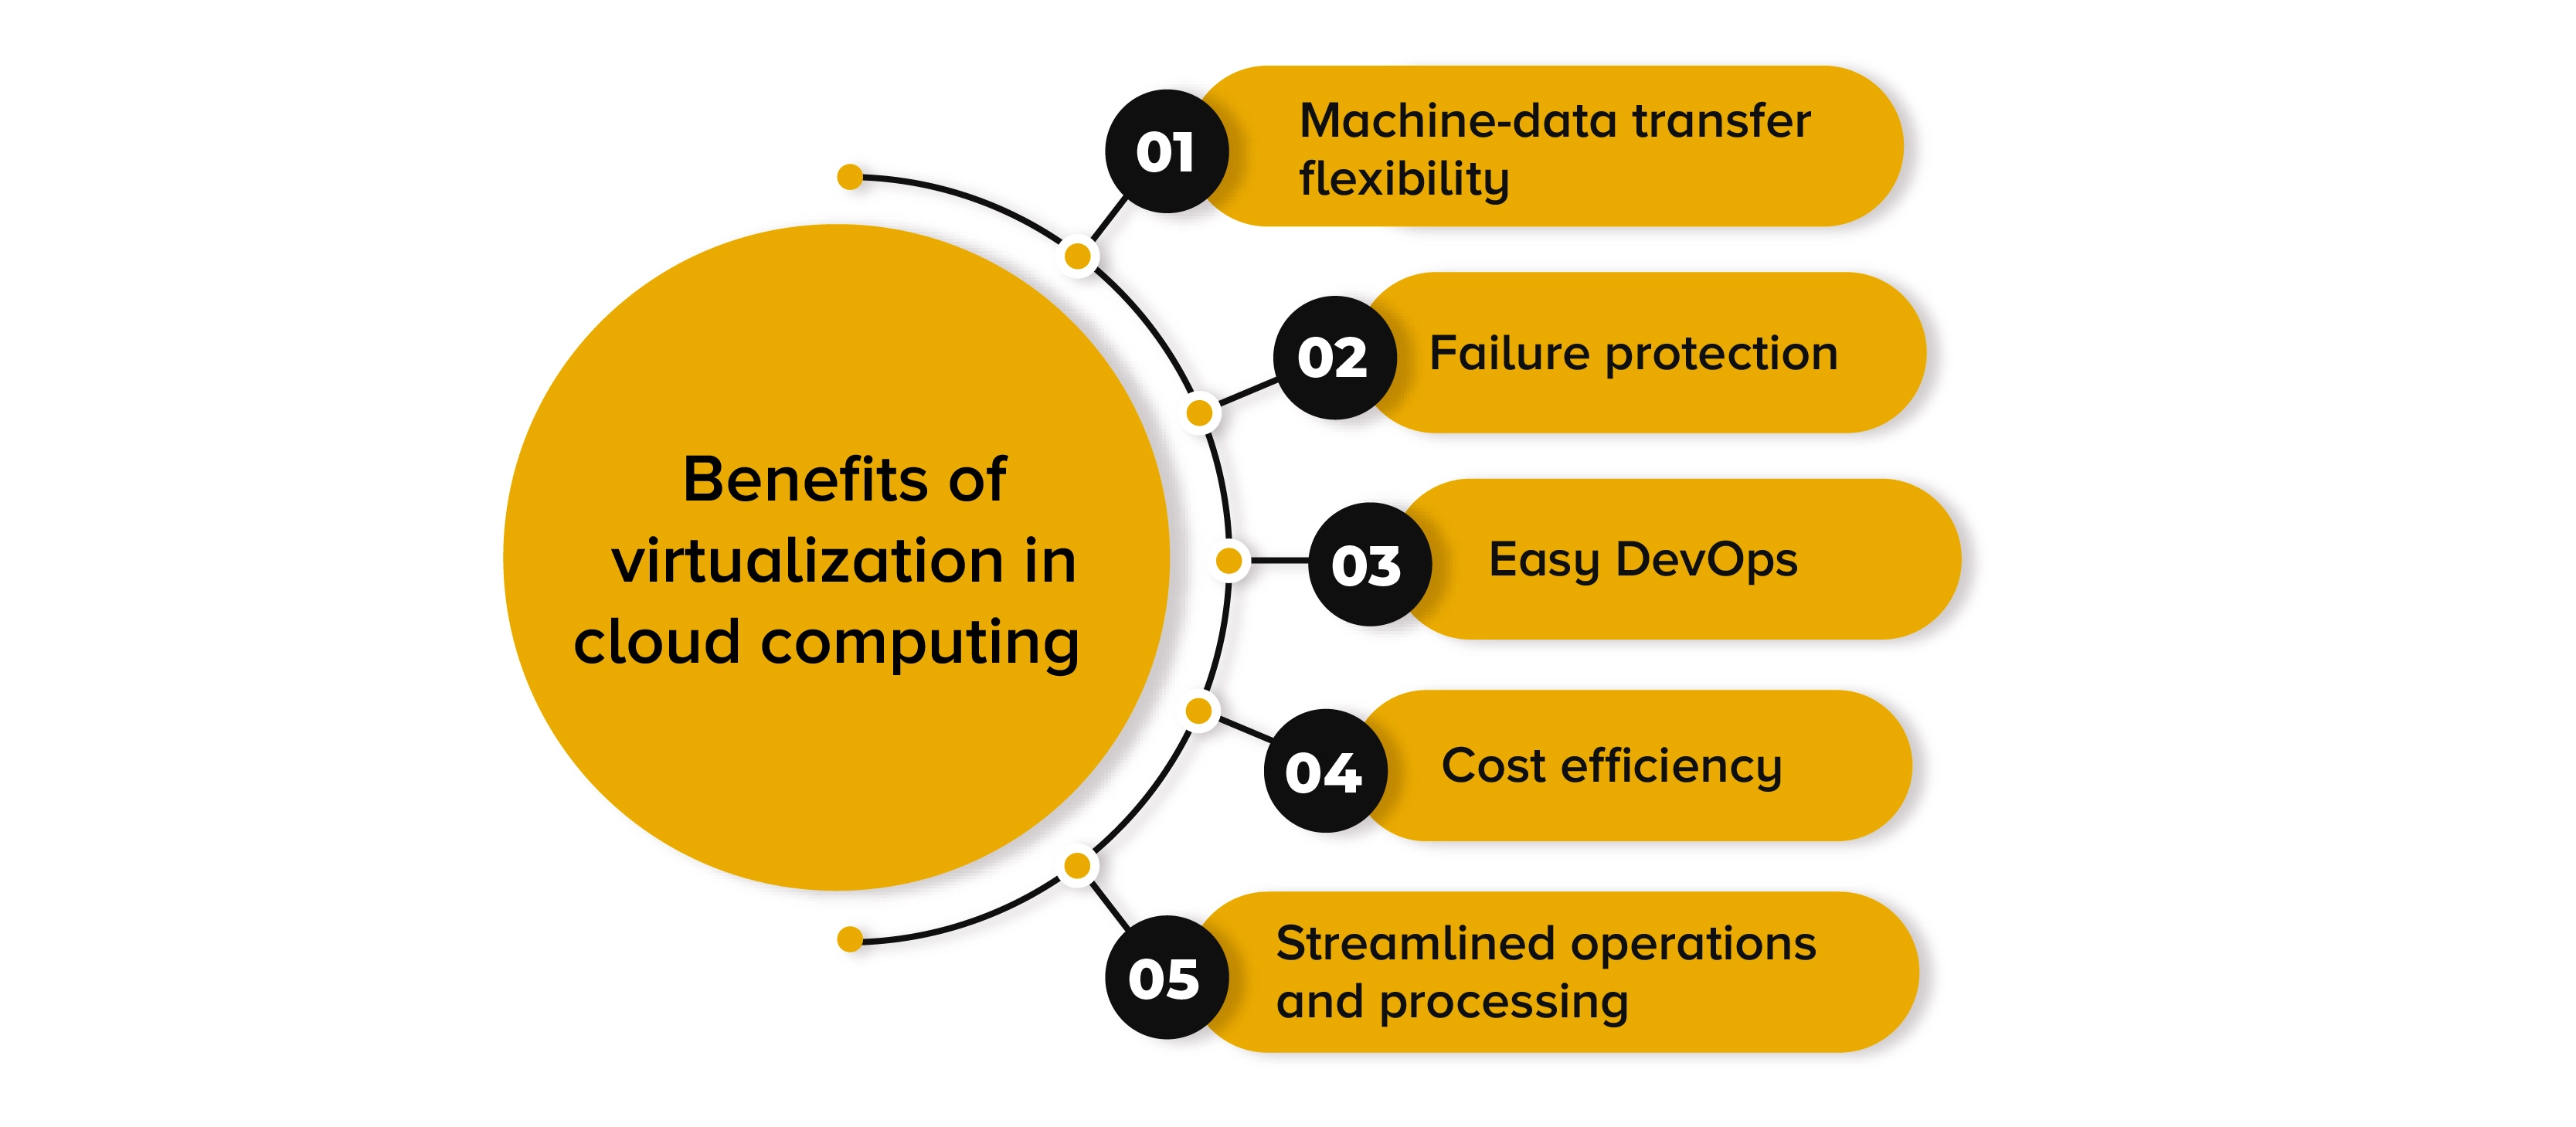 Benefits of
virtualization in
cloud computing
01
Machine-data transfer
flexibility
02
Failure protection
03
Easy DevOps
04
Cost efficiency
05
Streamlined operations
and processing